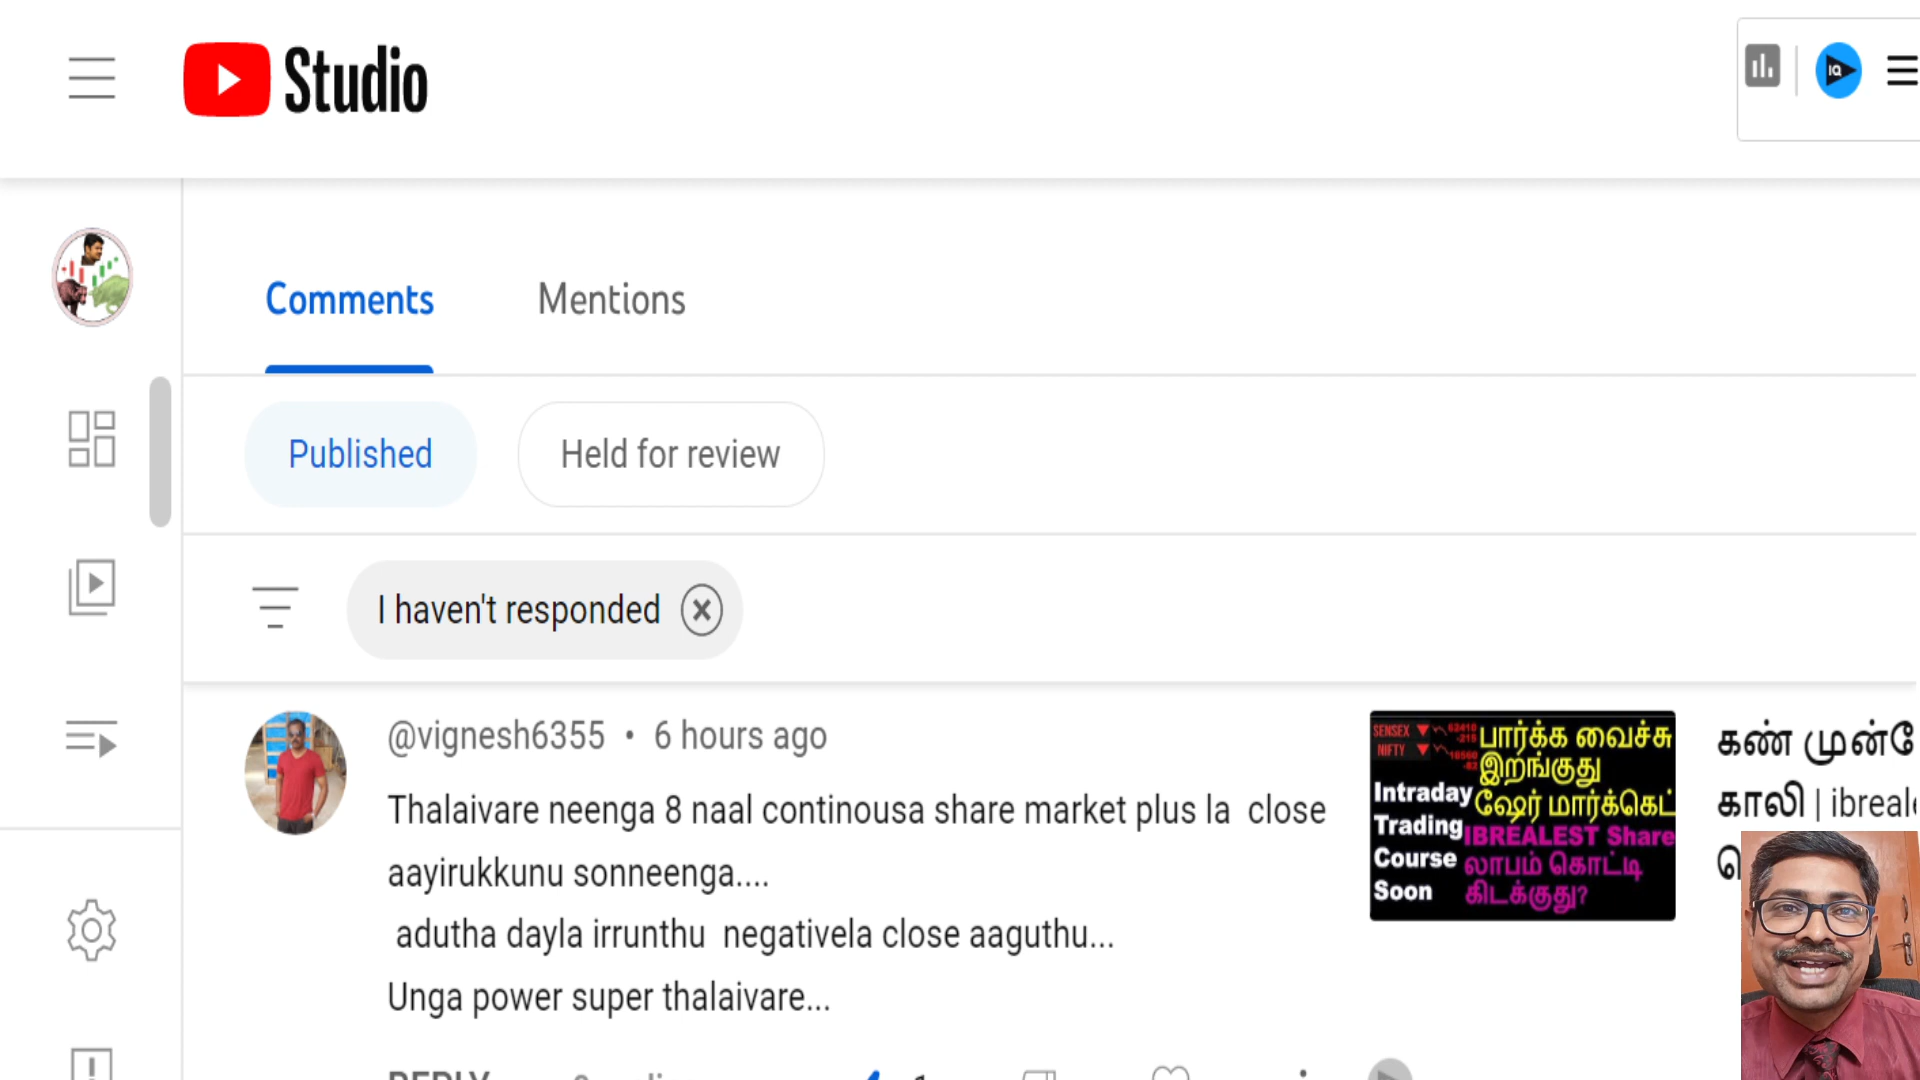 Studio
IQ
Comments
Mentions
Published
Held for review
I haven't responded
@vignesh6355 • 6 hours ago
Thalaivare neenga 8 naal continousa share market plus la close
aayirukkunu sonneenga....
adutha dayla irrunthu negativela close aaguthu...
Unga power super thalaivare...
REPLY
SENSEX
NIFTY
பார்க்க வைச்சு
இறங்குது
ஷேர் மார்க்கெட்
Intraday
Trading
Course
Soon
IBREALEST Share
லாபம் கொட்டி
கிடக்குது?
கண்
காலி |